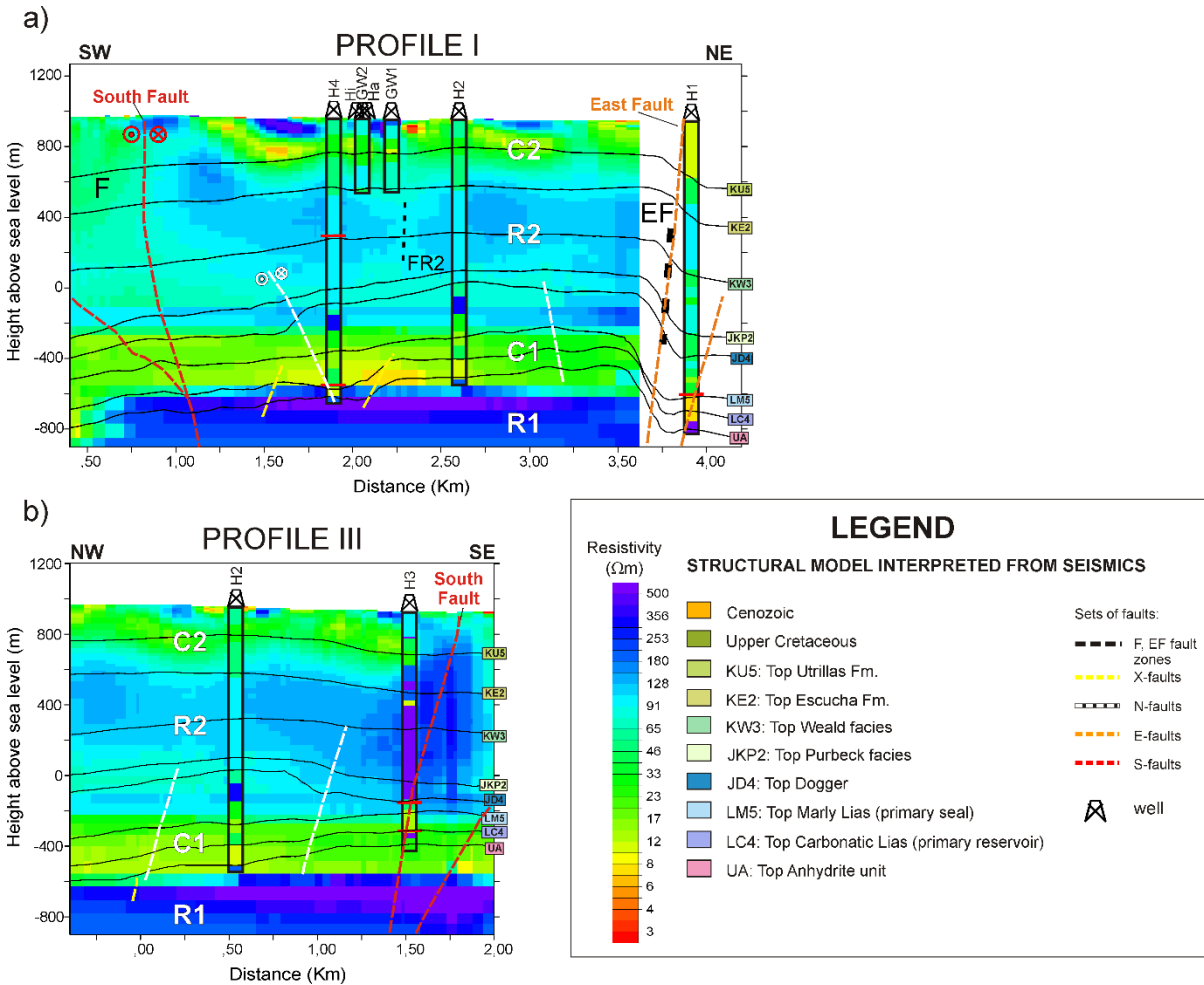 a)
PROFILE I
SW
NE
1200
800
400
0
-400
-800
Height above sea level (m)
South Fault
East Fault
H4
Hi
GW2
Ha
GW1
H2
H1
F
C2
R2
FR2
C1
R1
EF
KU5
KE2
KW3
JKP2
JD4
LM5
LC4
UA
,50
1,00
1,50
2,00
2,50
3,00
3,50
4,00
Distance (Km)
b)
PROFILE III
NW
SE
1200
800
400
0
-400
-800
Height above sea level (m)
H2
H3
South
Fault
C2
R2
C1
R1
KU5
KE2
KW3
JKP2
JD4
LM5
LC4
UA
,00
,50
1,00
1,50
2,00
Distance (Km)
LEGEND
Resistivity
(Ωm)
500
356
253
180
128
91
65
46
33
23
17
12
8
6
4
3
STRUCTURAL MODEL INTERPRETED FROM SEISMICS
Cenozoic
Upper Cretaceous
KU5: Top Utrillas Fm.
KE2: Top Escucha Fm.
KW3: Top Weald facies
JKP2: Top Purbeck facies
JD4: Top Dogger
LM5: Top Marly Lias (primary seal)
LC4: Top Carbonatic Lias (primary reservoir)
UA: Top Anhydrite unit
Sets of faults:
F, EF fault
zones
X-faults
N-faults
E-faults
S-faults
well